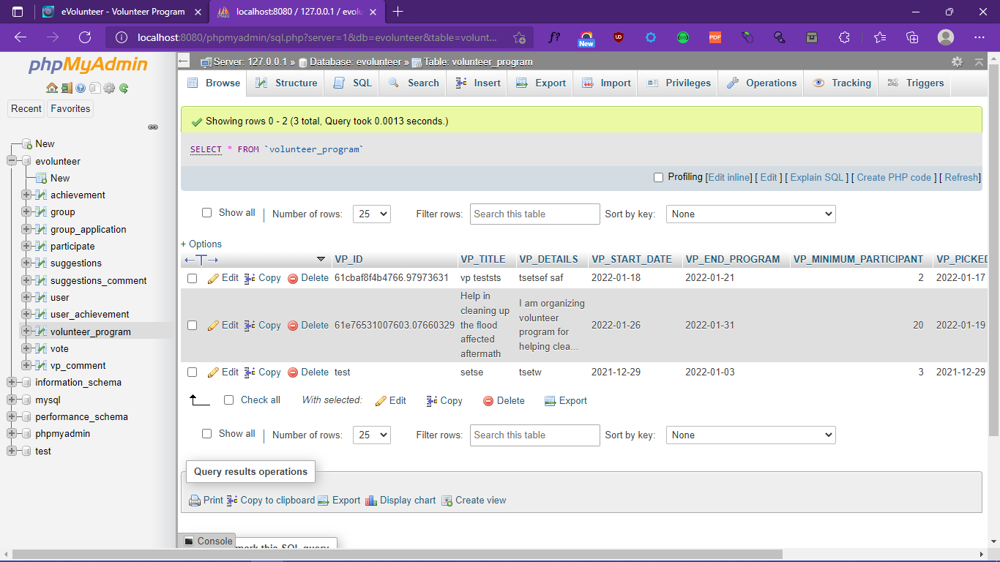 eVolunteer - Volunteer Program
localhost:8080 / 127.0.0.1 / evolu
localhost:8080/phpmyadmin/sql.php?server=1&db=evolunteer&table=volunt...
f?
New
PDF
phpMyAdmin
Recent Favorites
New
evolunteer
New
achievement
group
group_application
participate
suggestions
suggestions_comment
user
user_achievement
volunteer_program
vote
vp_comment
information_schema
mysql
performance_schema
phpmyadmin
test
Server: 127.0.0.1 » Database: evolunteer » Table: volunteer_program
Browse Structure SQL Search Insert Export Import Privileges Operations Tracking Triggers
Showing rows 0 - 2 (3 total, Query took 0.0013 seconds.)
SELECT * FROM `volunteer_program`
Profiling [Edit inline] [ Edit ] [ Explain SQL ] [ Create PHP code ] [ Refresh]
Show all | Number of rows: 25 Filter rows: Search this table Sort by key: None
+ Options
←T→ VP_ID VP_TITLE VP_DETAILS VP_START_DATE VP_END_PROGRAM VP_MINIMUM_PARTICIPANT VP_PICKED
Edit Copy Delete 61cbaf8f4b4766.97973631 vp teststs tsetsef saf 2022-01-18 2022-01-21 2 2022-01-17
Edit Copy Delete 61e76531007603.07660329 Help in cleaning up the flood affected aftermath I am organizing volunteer program for helping clea... 2022-01-26 2022-01-31 20 2022-01-19
Edit Copy Delete test setse tsetw 2021-12-29 2022-01-03 3 2021-12-29
Check all With selected: Edit Copy Delete Export
Show all | Number of rows: 25 Filter rows: Search this table Sort by key: None
Query results operations
Print Copy to clipboard Export Display chart Create view
Console
mark this SQL query